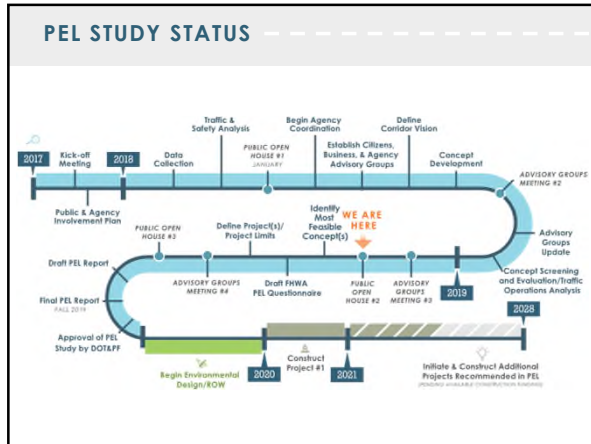 PEL STUDY STATUS
2017
Kick-off
Meeting
Public & Agency
Involvement Plan
2018
Data
Collection
Traffic &
Safety Analysis
PUBLIC OPEN
HOUSE #1
JANUARY
Begin Agency
Coordination
Establish Citizens,
Business, & Agency
Advisory Groups
Define
Corridor Vision
Concept
Development
ADVISORY GROUPS
MEETING #2
Advisory
Groups
Update
Concept Screening
and Evaluation/Traffic
Operations Analysis
2019
ADVISORY
GROUPS
MEETING #3
WE ARE
HERE
PUBLIC
OPEN
HOUSE #2
Identify
Most
Feasible
Concept(s)
Draft FHWA
PEL Questionnaire
Define Project(s)/
Project Limits
ADVISORY GROUPS
MEETING #4
PUBLIC OPEN
HOUSE #3
Draft PEL Report
Final PEL Report
FALL 2019
Approval of PEL
Study by DOT&PF
Begin Environmental
Design/ROW
2020
Construct
Project #1
2021
Initiate & Construct Additional
Projects Recommended in PEL
(PENDING AVAILABLE CONSTRUCTION FUNDING)
2028